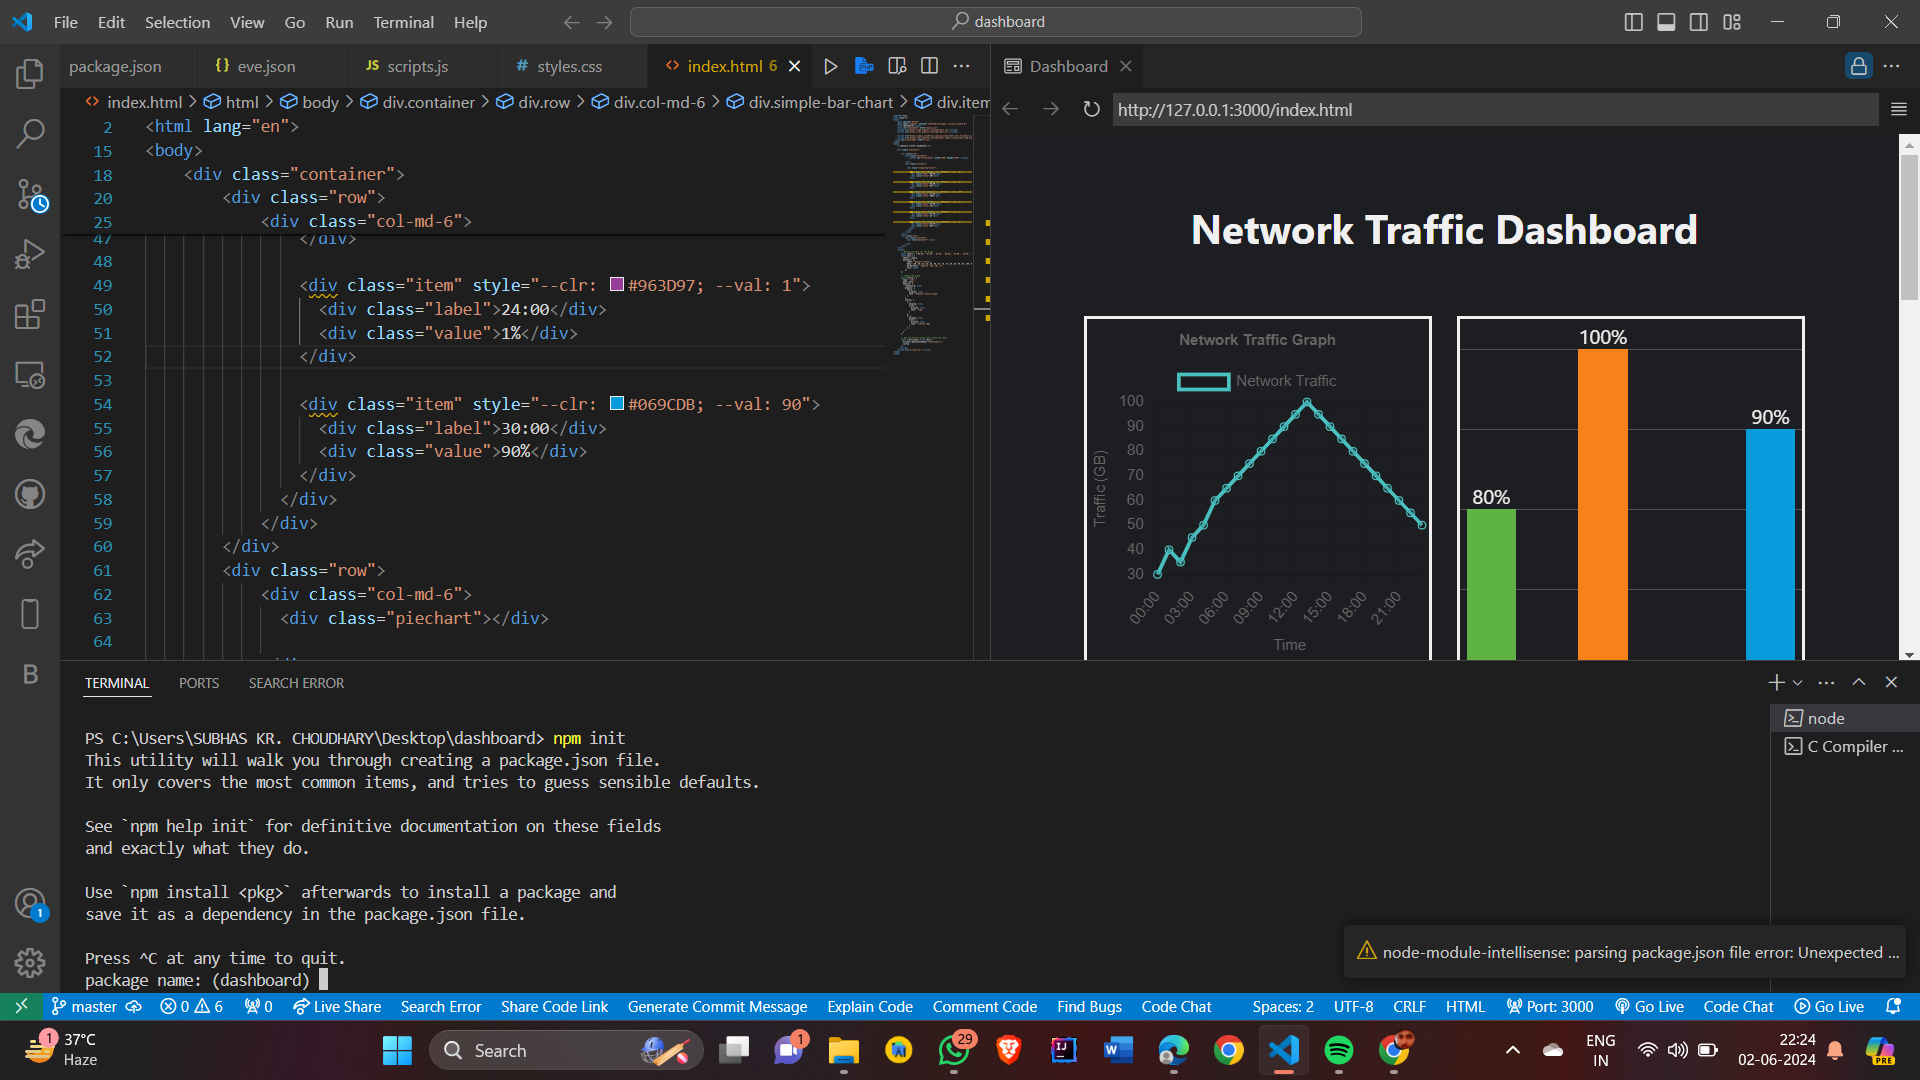 File Edit Selection View Go Run Terminal Help
dashboard
package.json
{} eve.json
JS scripts.js
# styles.css
<> index.html 6
Dashboard
<> index.html > html > body > div.container > div.row > div.col-md-6 > div.simple-bar-chart > div.item
http://127.0.0.1:3000/index.html
2 <html lang="en">
15 <body>
18 <div class="container">
20 <div class="row">
25 <div class="col-md-6">
47 </div>
48
49 <div class="item" style="--clr: #963D97; --val: 1">
50 <div class="label">24:00</div>
51 <div class="value">1%</div>
52 </div>
53
54 <div class="item" style="--clr: #069CDB; --val: 90">
55 <div class="label">30:00</div>
56 <div class="value">90%</div>
57 </div>
58 </div>
59 </div>
60 </div>
61 <div class="row">
62 <div class="col-md-6">
63 <div class="piechart"></div>
64
Network Traffic Dashboard
Network Traffic Graph
Network Traffic
100
90
80
70
60
50
40
30
Traffic (GB)
00:00 03:00 06:00 09:00 12:00 15:00 18:00 21:00
Time
80%
100%
90%
TERMINAL PORTS SEARCH ERROR
PS C:\Users\SUBHAS KR. CHOUDHARY\Desktop\dashboard> npm init
This utility will walk you through creating a package.json file.
It only covers the most common items, and tries to guess sensible defaults.
See `npm help init` for definitive documentation on these fields
and exactly what they do.
Use `npm install <pkg>` afterwards to install a package and
save it as a dependency in the package.json file.
Press ^C at any time to quit.
package name: (dashboard)
node
C Compiler ...
node-module-intellisense: parsing package.json file error: Unexpected ...
B
1
master 0 6 0 Live Share Search Error Share Code Link Generate Commit Message Explain Code Comment Code Find Bugs Code Chat Spaces: 2 UTF-8 CRLF HTML Port: 3000 Go Live Code Chat Go Live
1
37°C
Haze
Search
1
29
IJ
W
ENG
IN
22:24
02-06-2024
PRE